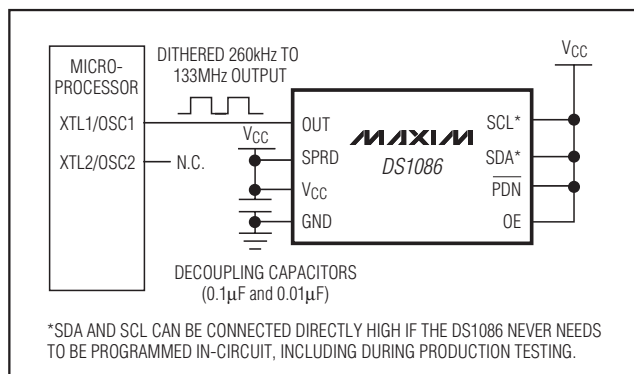 MICRO-
PROCESSOR
XTL1/OSC1
XTL2/OSC2
N.C.
DITHERED 260kHz TO
133MHz OUTPUT
VCC
OUT
SPRD
VCC
GND
MAXIM
DS1086
SCL*
SDA*
PDN
OE
VCC
DECOUPLING CAPACITORS
(0.1μF and 0.01μF)
*SDA AND SCL CAN BE CONNECTED DIRECTLY HIGH IF THE DS1086 NEVER NEEDS
TO BE PROGRAMMED IN-CIRCUIT, INCLUDING DURING PRODUCTION TESTING.